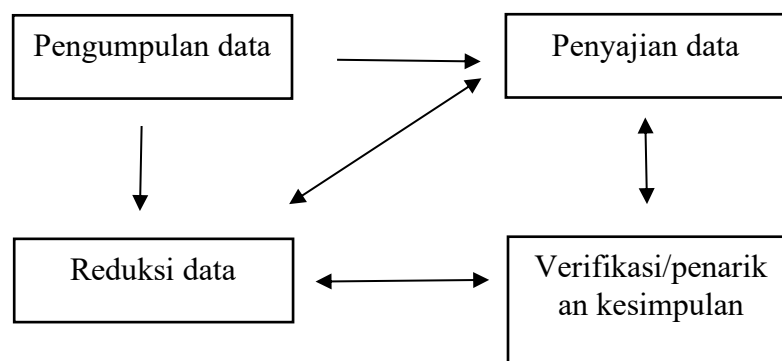 Pengumpulan data
Penyajian data
Reduksi data
Verifikasi/penarik
an kesimpulan